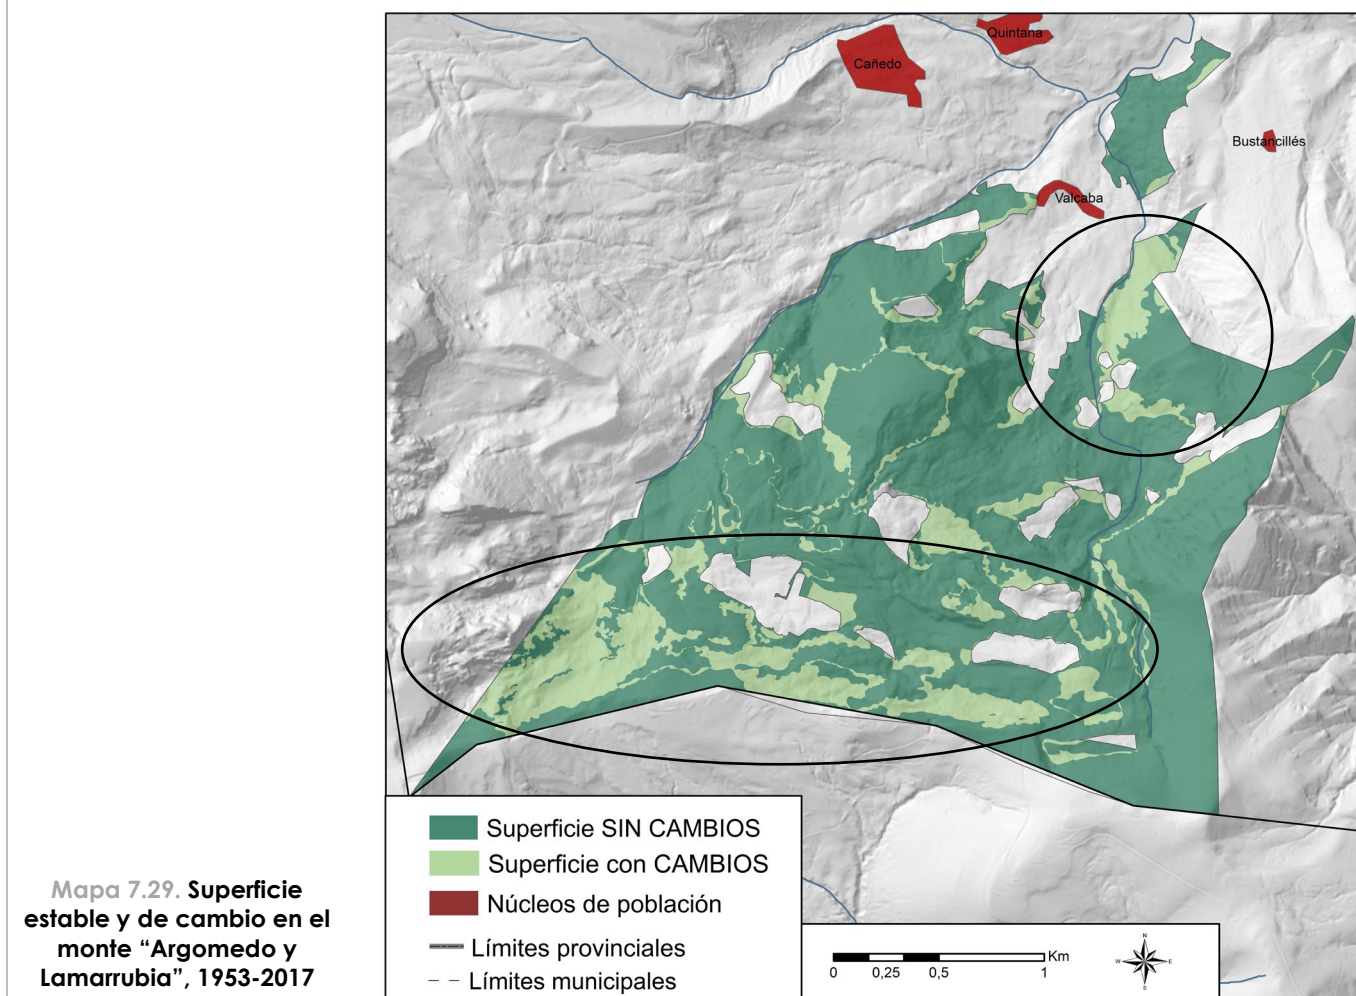 Quintana
Cañedo
Bustancillés
Valcaba
Superficie SIN CAMBIOS
Superficie con CAMBIOS
Núcleos de población
Límites provinciales
Límites municipales
Km
0 0,25 0,5 1
N
W E
S
Mapa 7.29. Superficie
estable y de cambio en el
monte “Argomedo y
Lamarrubia”, 1953-2017